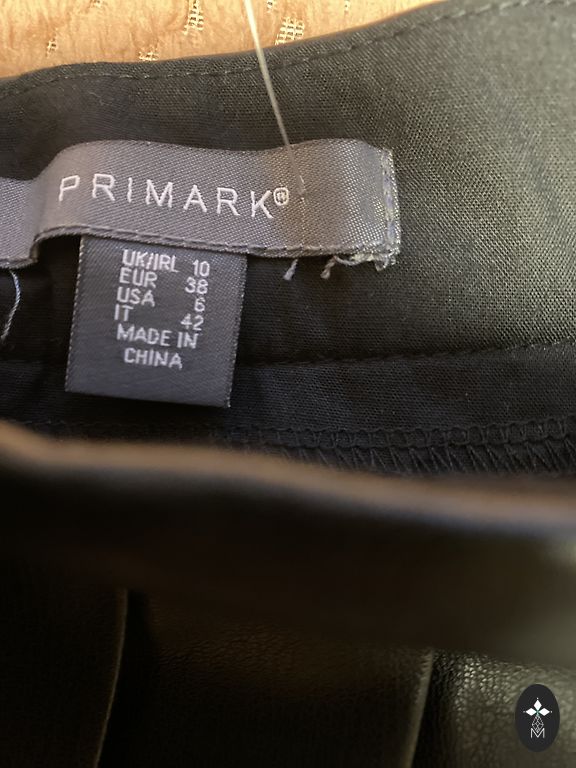 PRIMARK®
UK/IRL 10
EUR 38
USA 6
IT 42
MADE IN
CHINA
M